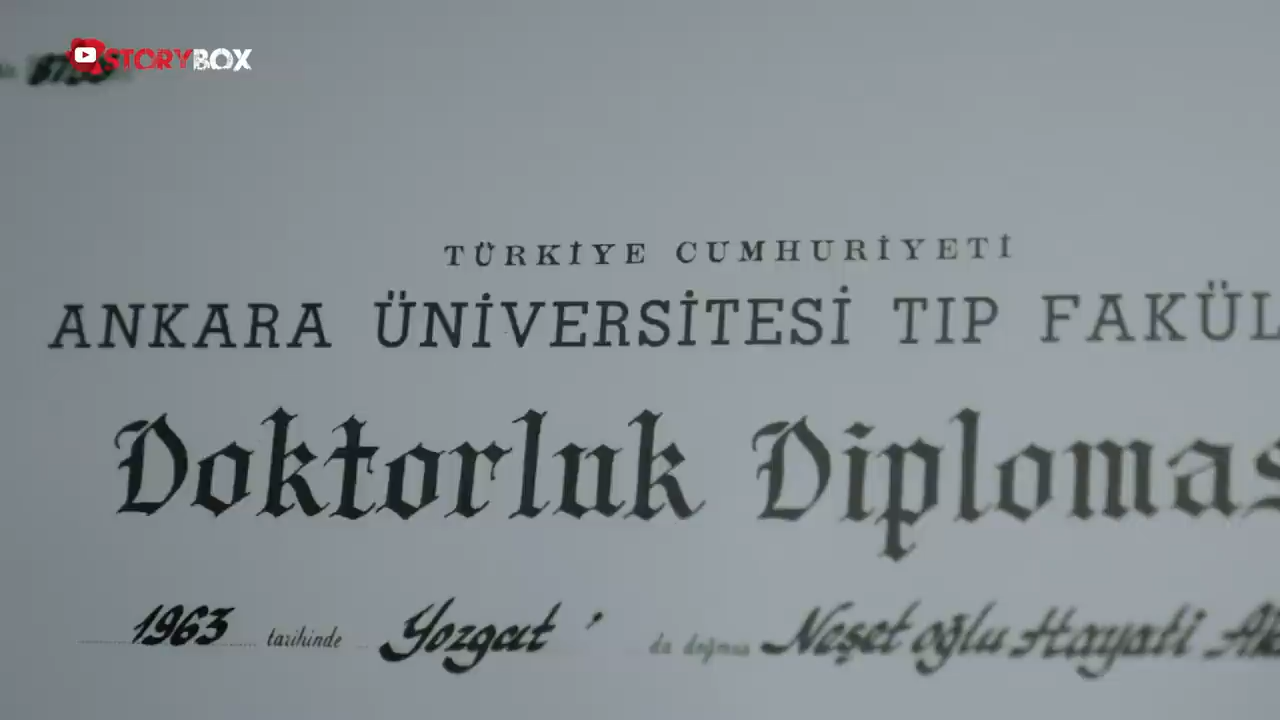 STORYBOX
TÜRKİYE CUMHURİYETİ
ANKARA ÜNİVERSİTESİ TIP FAKÜL
Doktorluk Diplomas
1963 tarihinde Yozgat ' da doğmuş Neşet oğlu Hayati